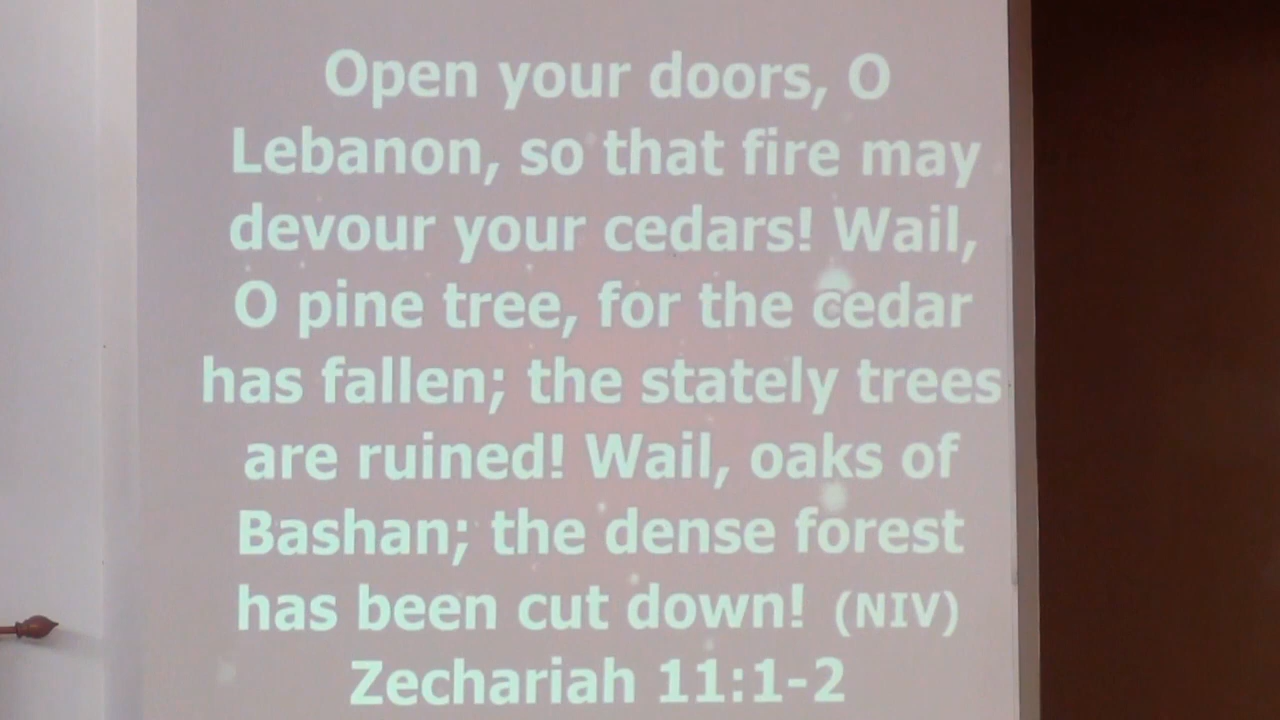 Open your doors, O
Lebanon, so that fire may
devour your cedars! Wail,
O pine tree, for the cedar
has fallen; the stately trees
are ruined! Wail, oaks of
Bashan; the dense forest
has been cut down! (NIV)
Zechariah 11:1-2